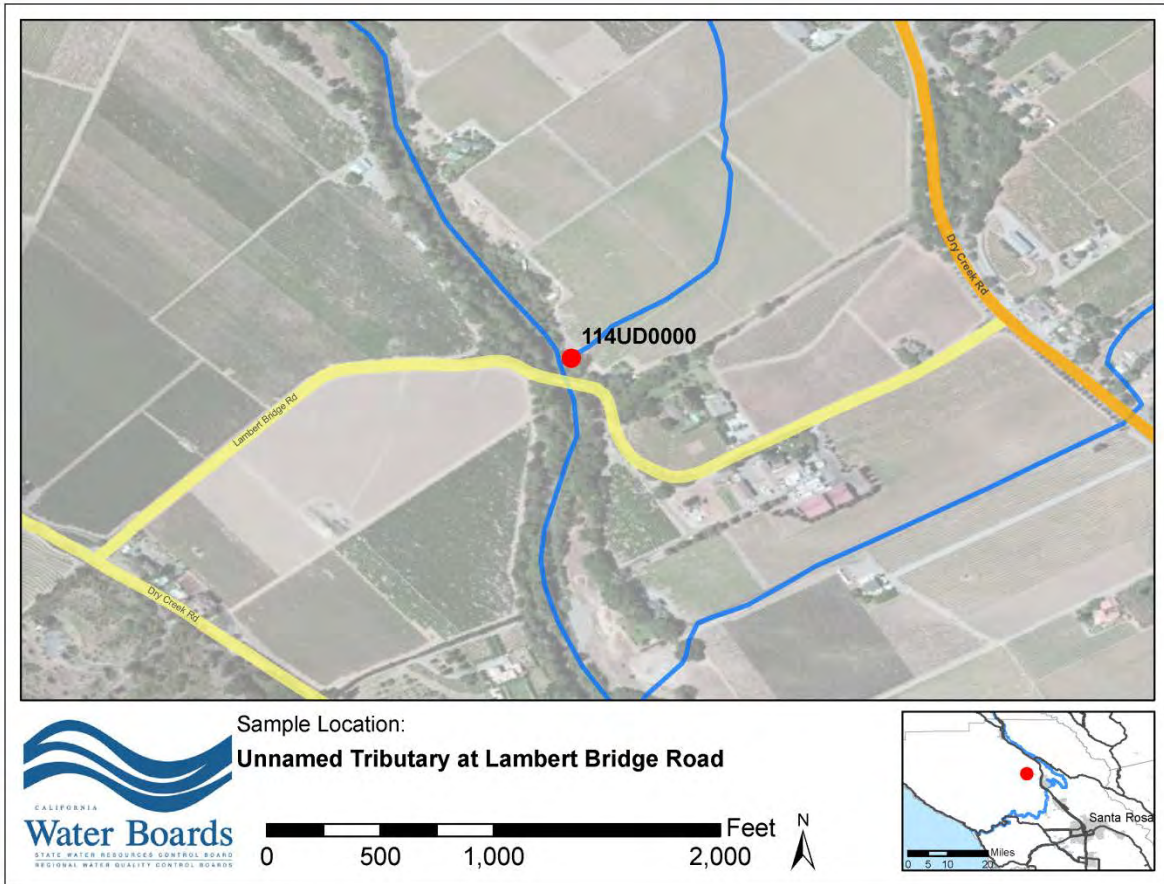 Dry Creek Rd
114UD0000
Lambert Bridge Rd
Dry Creek Rd
Sample Location:
Unnamed Tributary at Lambert Bridge Road
CALIFORNIA
Water Boards
STATE WATER RESOURCES CONTROL BOARD
REGIONAL WATER QUALITY CONTROL BOARDS
Feet
0 500 1,000 2,000
N
Santa Rosa
Miles
0 5 10 20